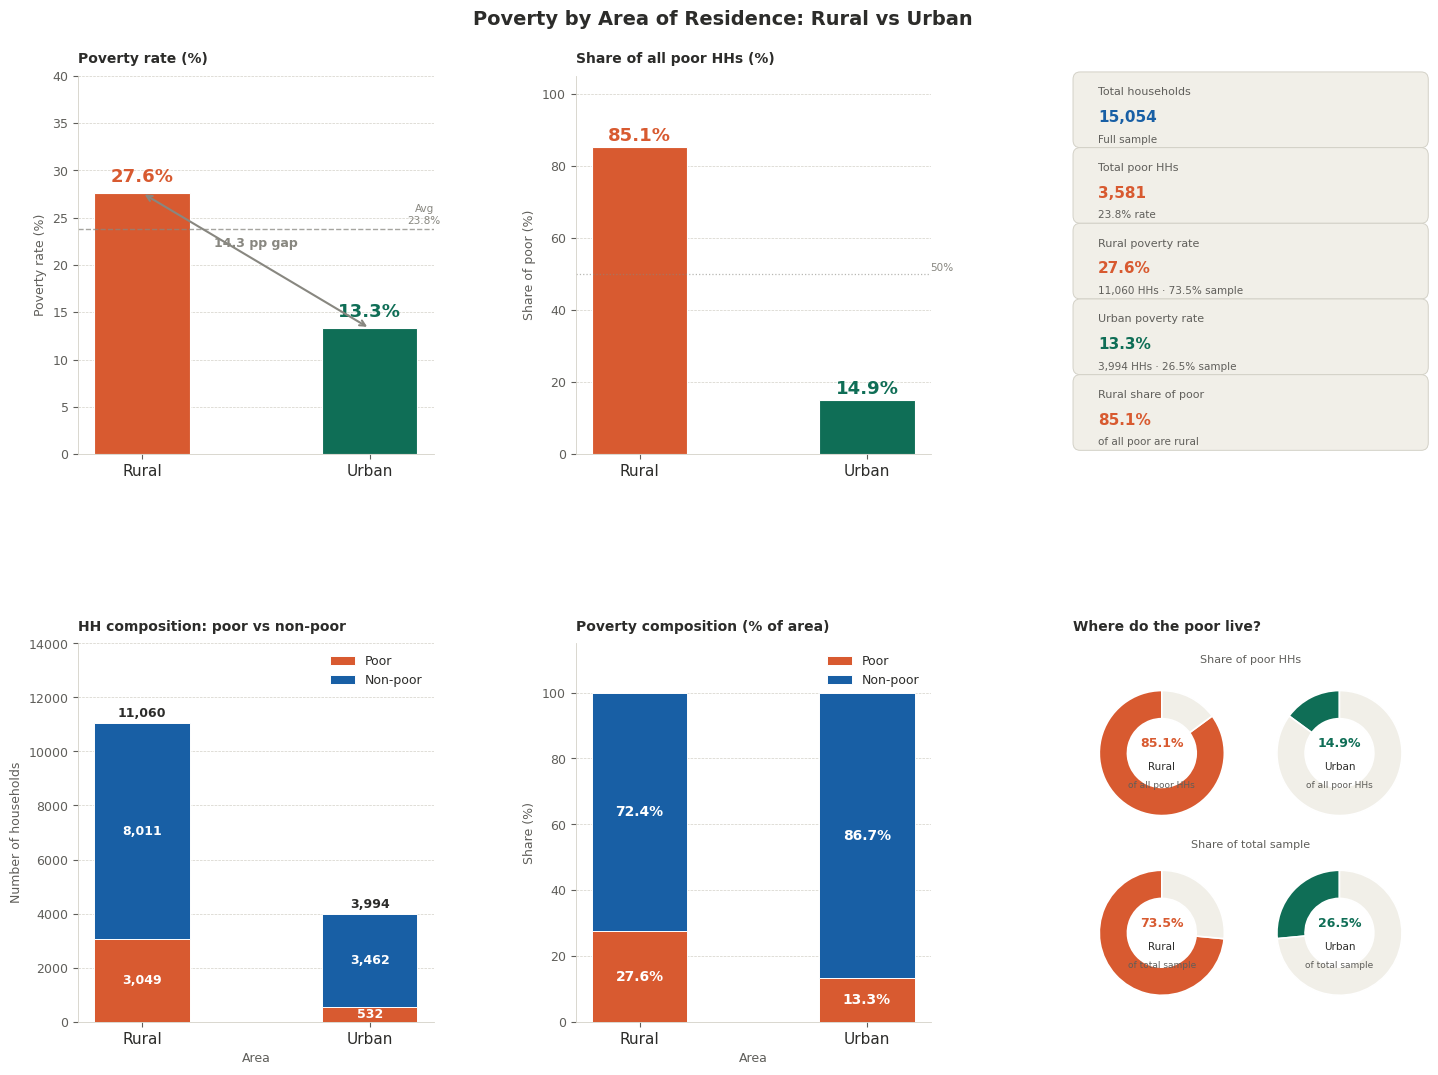 Poverty by Area of Residence: Rural vs Urban
Poverty rate (%)
40
35
30
25
20
15
10
5
0
Poverty rate (%)
27.6%
13.3%
14.3 pp gap
Avg
23.8%
Rural
Urban
Share of all poor HHs (%)
100
80
60
40
20
0
Share of poor (%)
85.1%
14.9%
50%
Rural
Urban
Total households
15,054
Full sample
Total poor HHs
3,581
23.8% rate
Rural poverty rate
27.6%
11,060 HHs · 73.5% sample
Urban poverty rate
13.3%
3,994 HHs · 26.5% sample
Rural share of poor
85.1%
of all poor are rural
HH composition: poor vs non-poor
14000
12000
10000
8000
6000
4000
2000
0
Number of households
Poor
Non-poor
11,060
8,011
3,049
3,994
3,462
532
Rural
Urban
Area
Poverty composition (% of area)
100
80
60
40
20
0
Share (%)
Poor
Non-poor
72.4%
27.6%
86.7%
13.3%
Rural
Urban
Area
Where do the poor live?
Share of poor HHs
85.1%
Rural
of all poor HHs
14.9%
Urban
of all poor HHs
Share of total sample
73.5%
Rural
of total sample
26.5%
Urban
of total sample